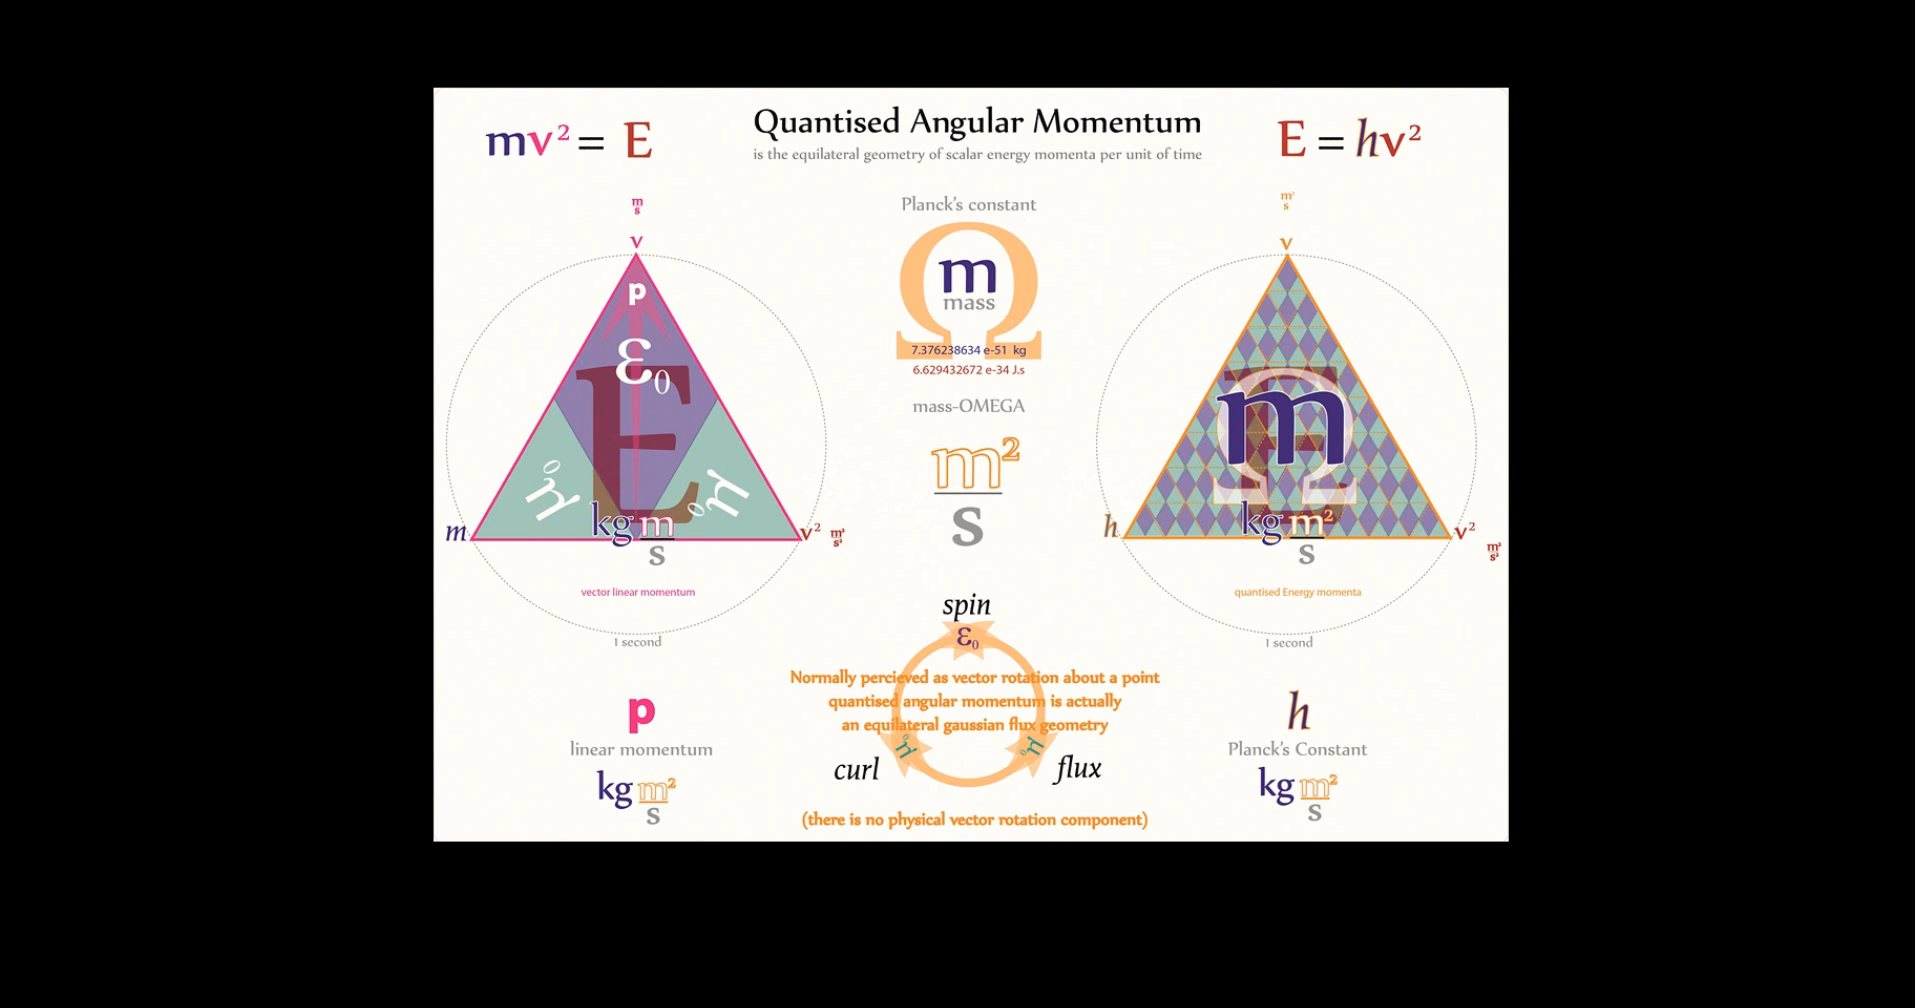 mv² = E
Quantised Angular Momentum
is the equilateral geometry of scalar energy momenta per unit of time
E = hv²
m
s
v
p
ε₀
E
μ₀
μ₀
kg m
s
m
v² m²
s²
vector linear momentum
1 second
p
linear momentum
kg m²
s
Planck's constant
Ω
m
mass
7.376238634 e-51 kg
6.629432672 e-34 J.s
mass-OMEGA
m²
s
spin
ε₀
Normally percieved as vector rotation about a point
quantised angular momentum is actually
an equilateral gaussian flux geometry
μ₀
μ₀
curl
flux
(there is no physical vector rotation component)
m²
s
v
E
Ω
m
kg m²
s
h
v²
m²
s²
quantised Energy momenta
1 second
h
Planck's Constant
kg m²
s